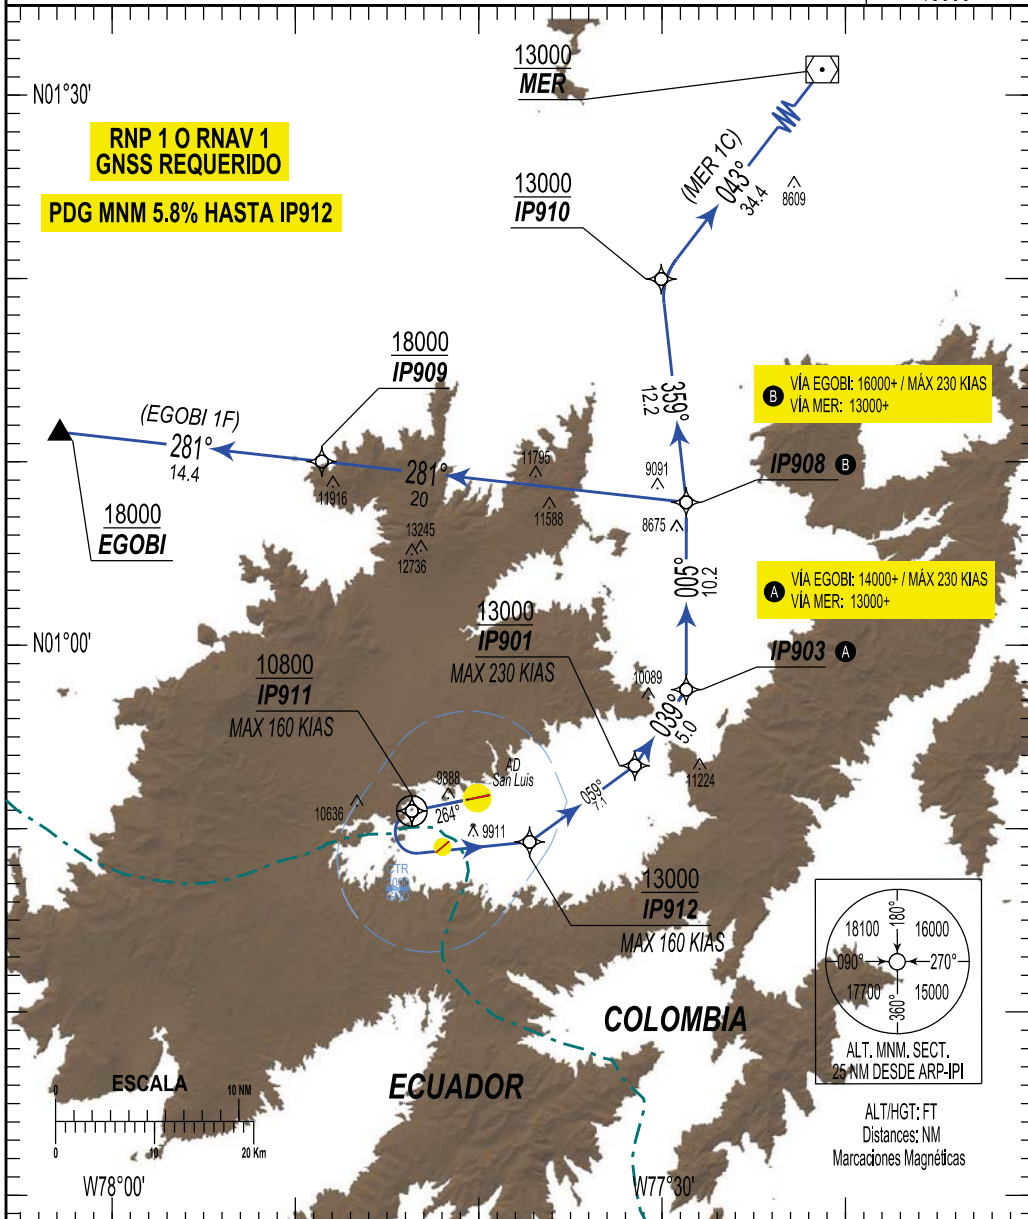 13000
MER
N01°30'
RNP 1 O RNAV 1
GNSS REQUERIDO
PDG MNM 5.8% HASTA IP912
(MER 1C)
043°
34.4
8609
13000
IP910
18000
IP909
359°
12.2
B VÍA EGOBI: 16000+ / MÁX 230 KIAS
VÍA MER: 13000+
(EGOBI 1F)
281°
14.4
11916
281°
20
11795
11588
9091
IP908 B
8675
18000
EGOBI
13245
12736
005°
10.2
A VÍA EGOBI: 14000+ / MÁX 230 KIAS
VÍA MER: 13000+
13000
IP901
MAX 230 KIAS
N01°00'
IP903 A
10800
IP911
MAX 160 KIAS
10089
039°
5.0
11224
AD
San Luis
9888
264°
10636
059°
7.1
9911
CTR
GND
13000
IP912
MAX 160 KIAS
18100
180°
16000
090°
270°
17700
360°
15000
ALT. MNM. SECT.
25 NM DESDE ARP-IPI
COLOMBIA
ECUADOR
ESCALA
0
10 NM
0
10
20 Km
ALT/HGT: FT
Distances: NM
Marcaciones Magnéticas
W78°00'
W77°30'